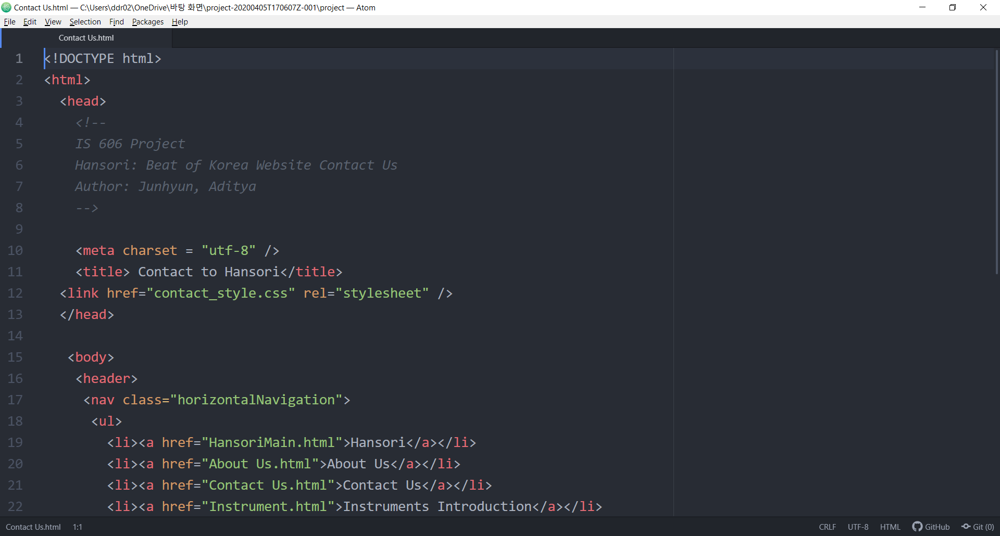 Contact Us.html — C:\Users\ddr02\OneDrive\바탕 화면\project-20200405T170607Z-001\project — Atom
File Edit View Selection Find Packages Help
Contact Us.html
1 <!DOCTYPE html>
2 <html>
3 <head>
4 <!--
5 IS 606 Project
6 Hansori: Beat of Korea Website Contact Us
7 Author: Junhyun, Aditya
8 -->
9
10 <meta charset = "utf-8" />
11 <title> Contact to Hansori</title>
12 <link href="contact_style.css" rel="stylesheet" />
13 </head>
14
15 <body>
16 <header>
17 <nav class="horizontalNavigation">
18 <ul>
19 <li><a href="HansoriMain.html">Hansori</a></li>
20 <li><a href="About Us.html">About Us</a></li>
21 <li><a href="Contact Us.html">Contact Us</a></li>
22 <li><a href="Instrument.html">Instruments Introduction</a></li>
Contact Us.html 1:1 CRLF UTF-8 HTML GitHub Git (0)